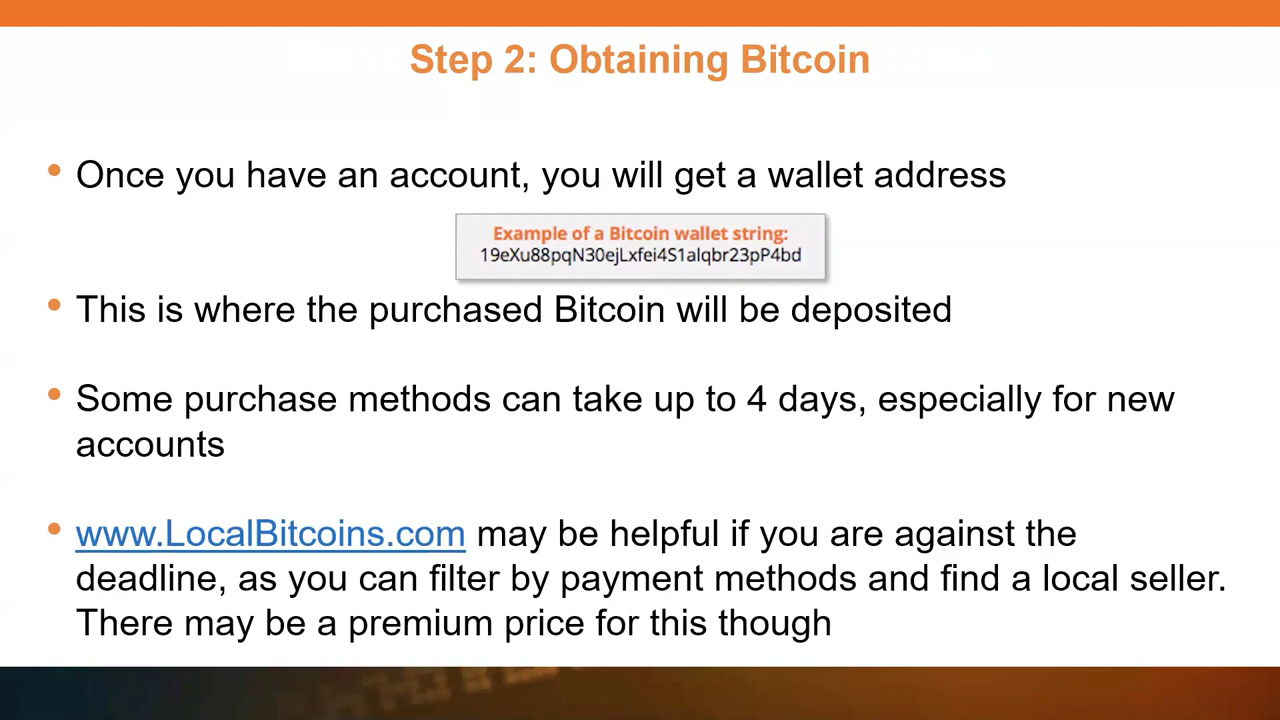 Step 2: Obtaining Bitcoin
• Once you have an account, you will get a wallet address
Example of a Bitcoin wallet string:
19eXu88pqN30ejLxfei4S1alqbr23pP4bd
• This is where the purchased Bitcoin will be deposited
• Some purchase methods can take up to 4 days, especially for new
accounts
• www.LocalBitcoins.com may be helpful if you are against the
deadline, as you can filter by payment methods and find a local seller.
There may be a premium price for this though